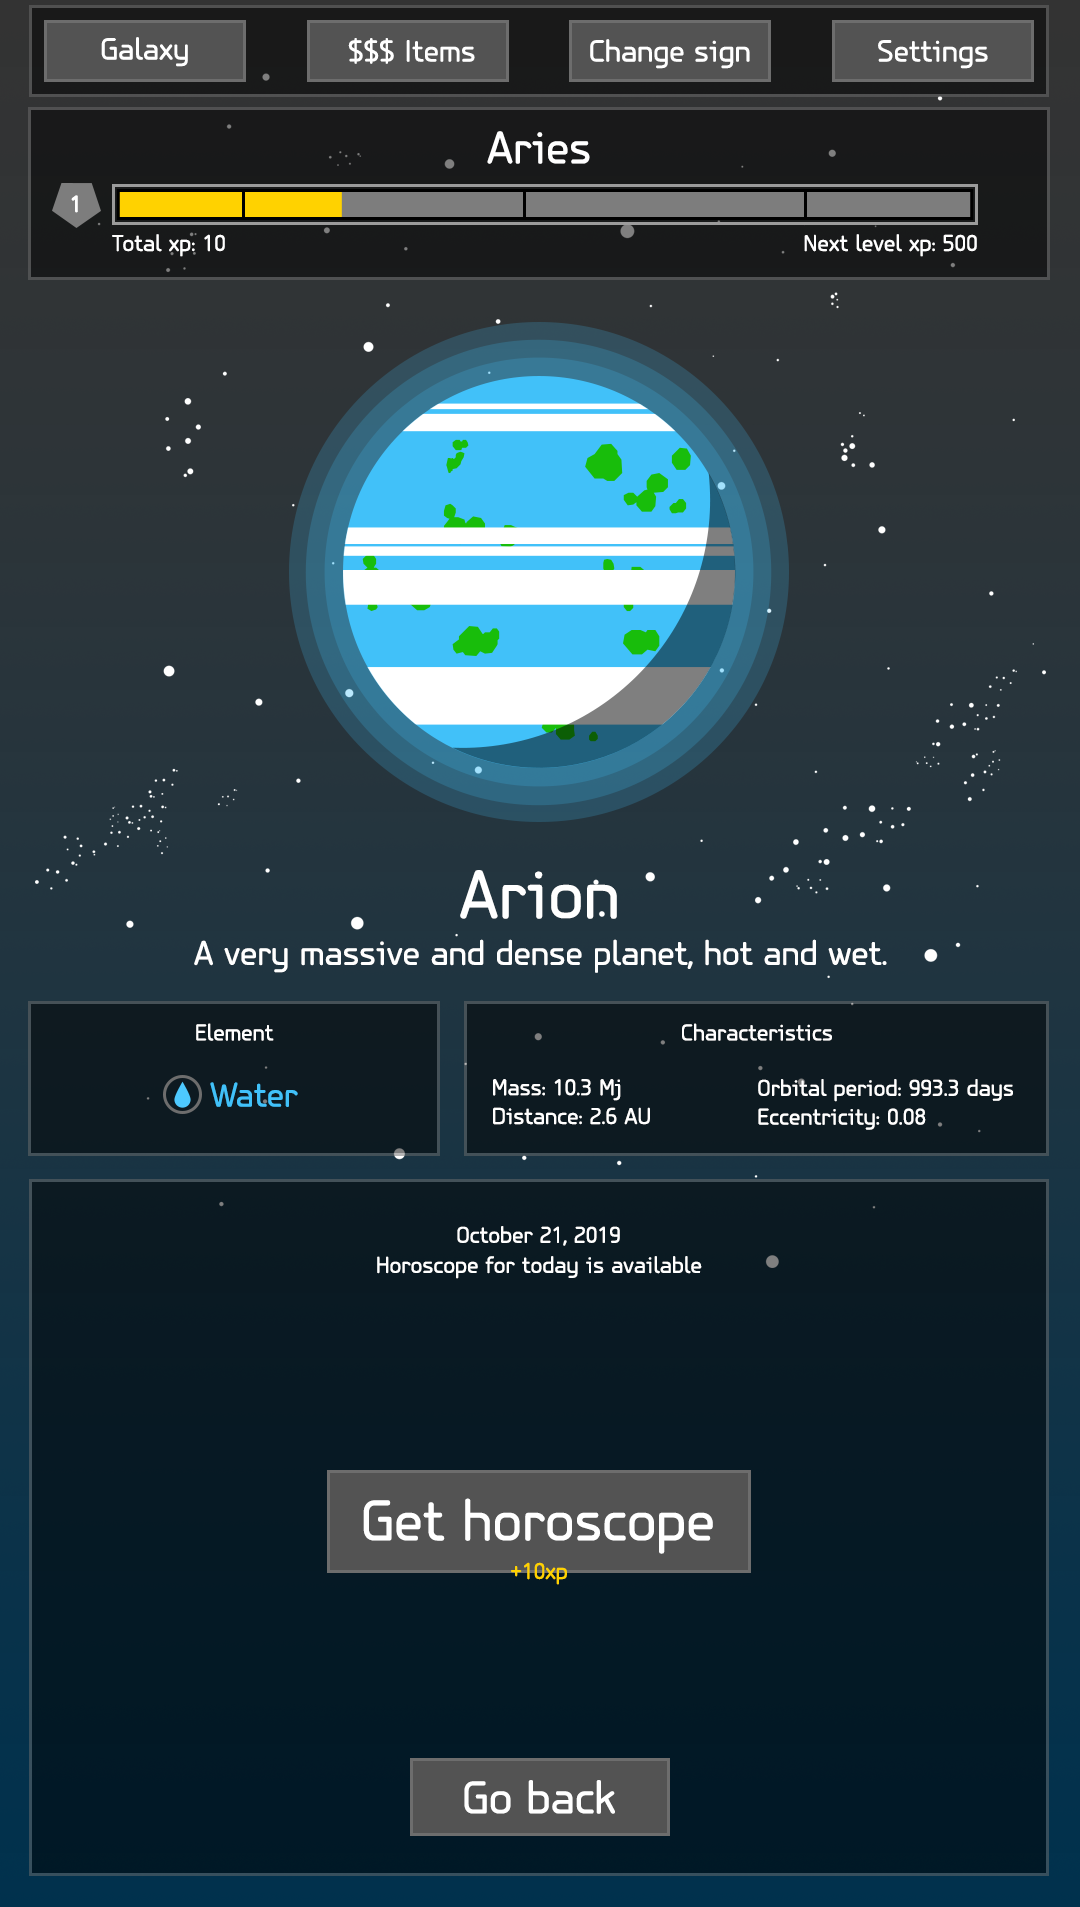 Galaxy
$$$ Items
Change sign
Settings
Aries
1
Total xp: 10
Next level xp: 500
Arion
A very massive and dense planet, hot and wet.
Element
Water
Characteristics
Mass: 10.3 Mj
Distance: 2.6 AU
Orbital period: 993.3 days
Eccentricity: 0.08
October 21, 2019
Horoscope for today is available
Get horoscope
+10xp
Go back